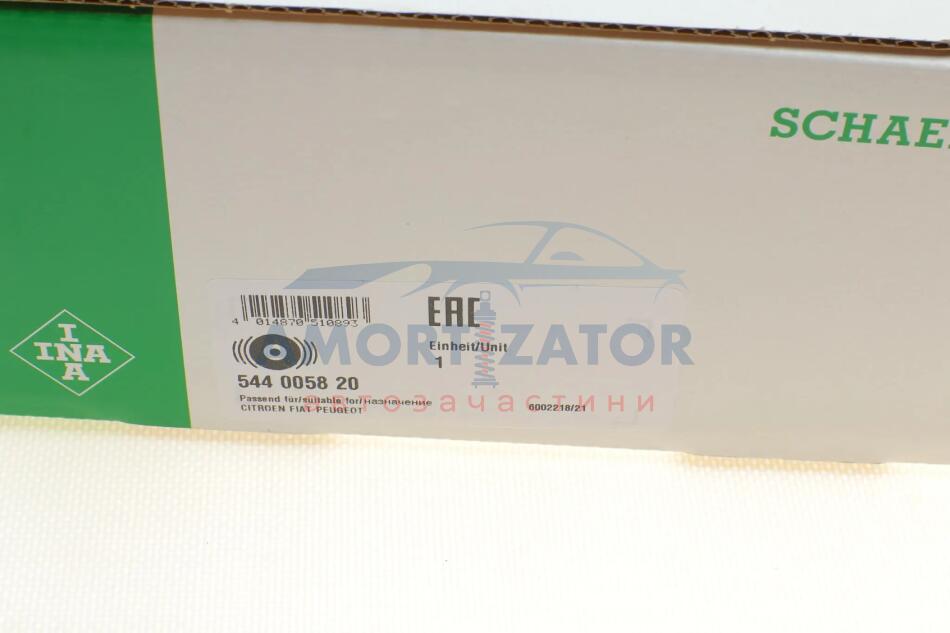 SCHAE
INA
INA
4 014870 510893
EAC
Einheit/Unit
1
544 0058 20
Passend für/suitable for/назначение
CITROEN FIAT PEUGEOT
6002218/21
AMORTIZATOR
автозапчастини